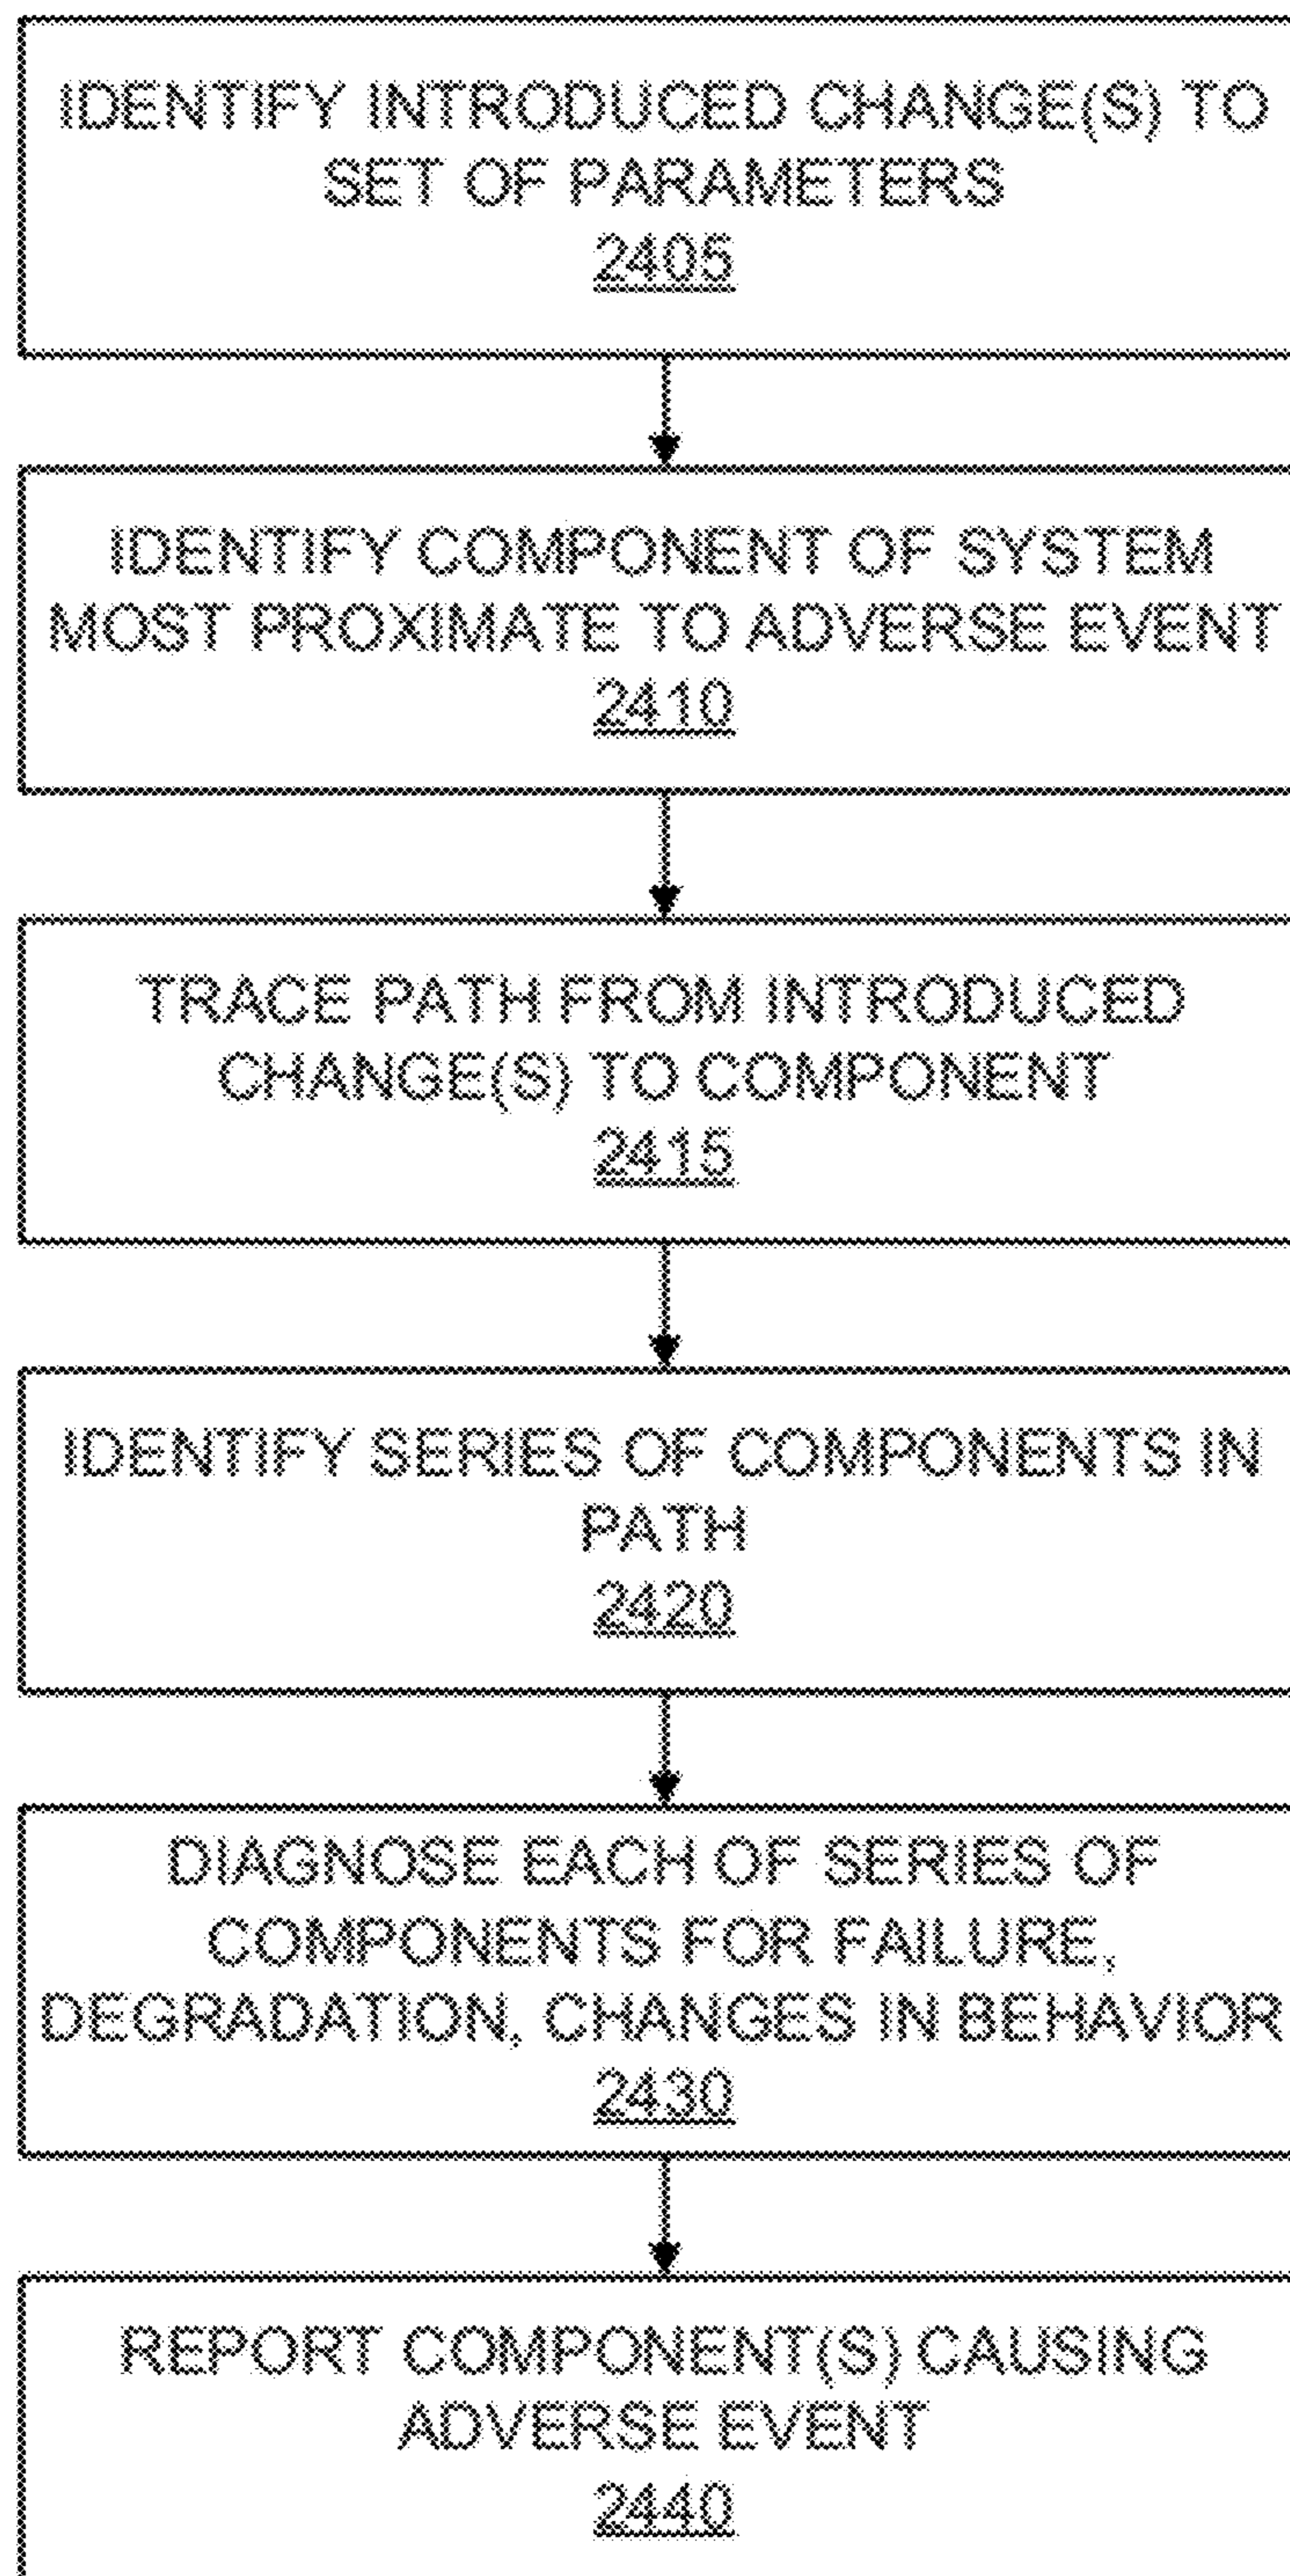 IDENTIFY INTRODUCED CHANGE(S) TO
SET OF PARAMETERS
2405
IDENTIFY COMPONENT OF SYSTEM
MOST PROXIMATE TO ADVERSE EVENT
2410
TRACE PATH FROM INTRODUCED
CHANGE(S) TO COMPONENT
2415
IDENTIFY SERIES OF COMPONENTS IN
PATH
2420
DIAGNOSE EACH OF SERIES OF
COMPONENTS FOR FAILURE,
DEGRADATION, CHANGES IN BEHAVIOR
2430
REPORT COMPONENT(S) CAUSING
ADVERSE EVENT
2440